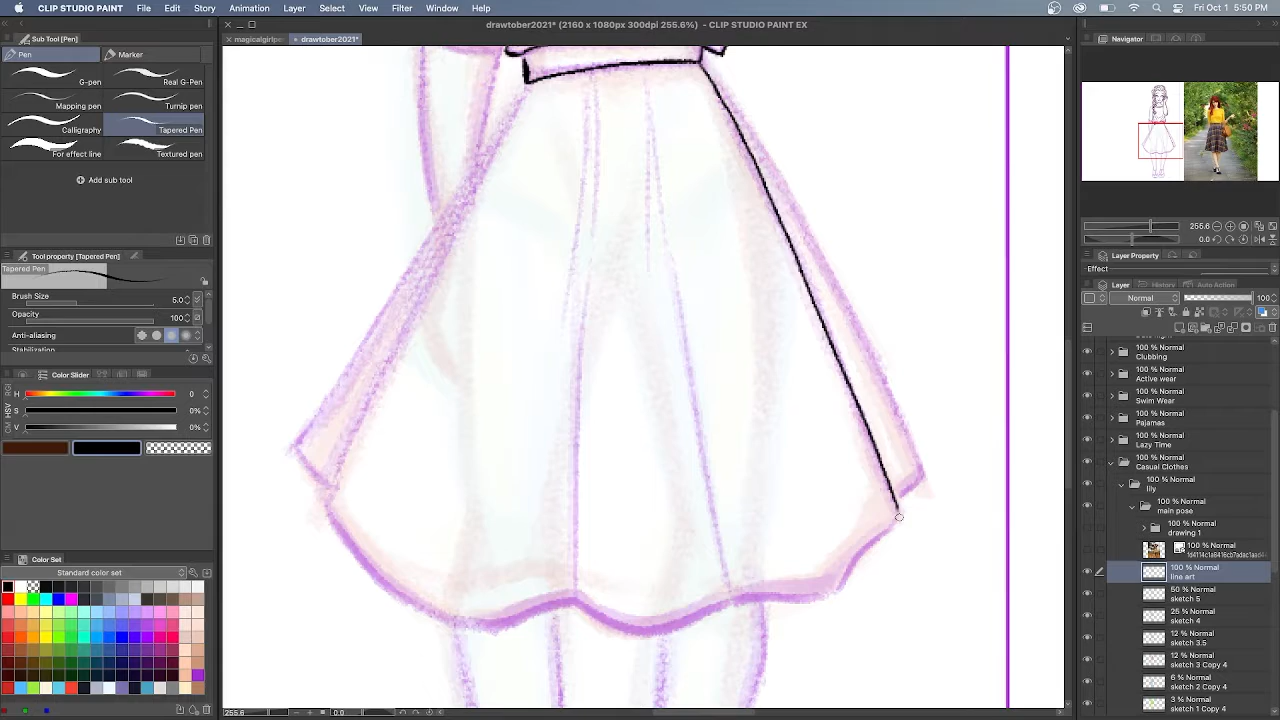 CLIP STUDIO PAINT File Edit Story Animation Layer Select View Filter Window Help Fri Oct 1 5:50 PM
drawtober2021* (2160 x 1080px 300dpi 255.6%) - CLIP STUDIO PAINT EX
magicalgirlper drawtober2021*
Sub Tool [Pen]
Pen Marker
G-pen Real G-Pen
Mapping pen Turnip pen
Calligraphy Tapered Pen
For effect line Textured pen
Add sub tool
Tool property [Tapered Pen]
Tapered Pen
Brush Size 5.0
Opacity 100
Anti-aliasing
Stabilization
Color Slider
H 0
S 0%
V 0%
Color Set
Standard color set
255.6 0.0
Navigator
255.6
0.0
Layer Property
Effect
Layer History Auto Action
Normal 100
100 % Normal
Clubbing
100 % Normal
Active wear
100 % Normal
Swim Wear
100 % Normal
Pajamas
100 % Normal
Lazy Time
100 % Normal
Casual Clothes
100 % Normal
lily
100 % Normal
main pose
100 % Normal
drawing 1
100 % Normal
100 % Normal
line art
50 % Normal
sketch 5
25 % Normal
sketch 4
12 % Normal
sketch 3.5
12 % Normal
sketch 3 Copy 4
6 % Normal
sketch 2 Copy 4
3 % Normal
sketch 1 Copy 4